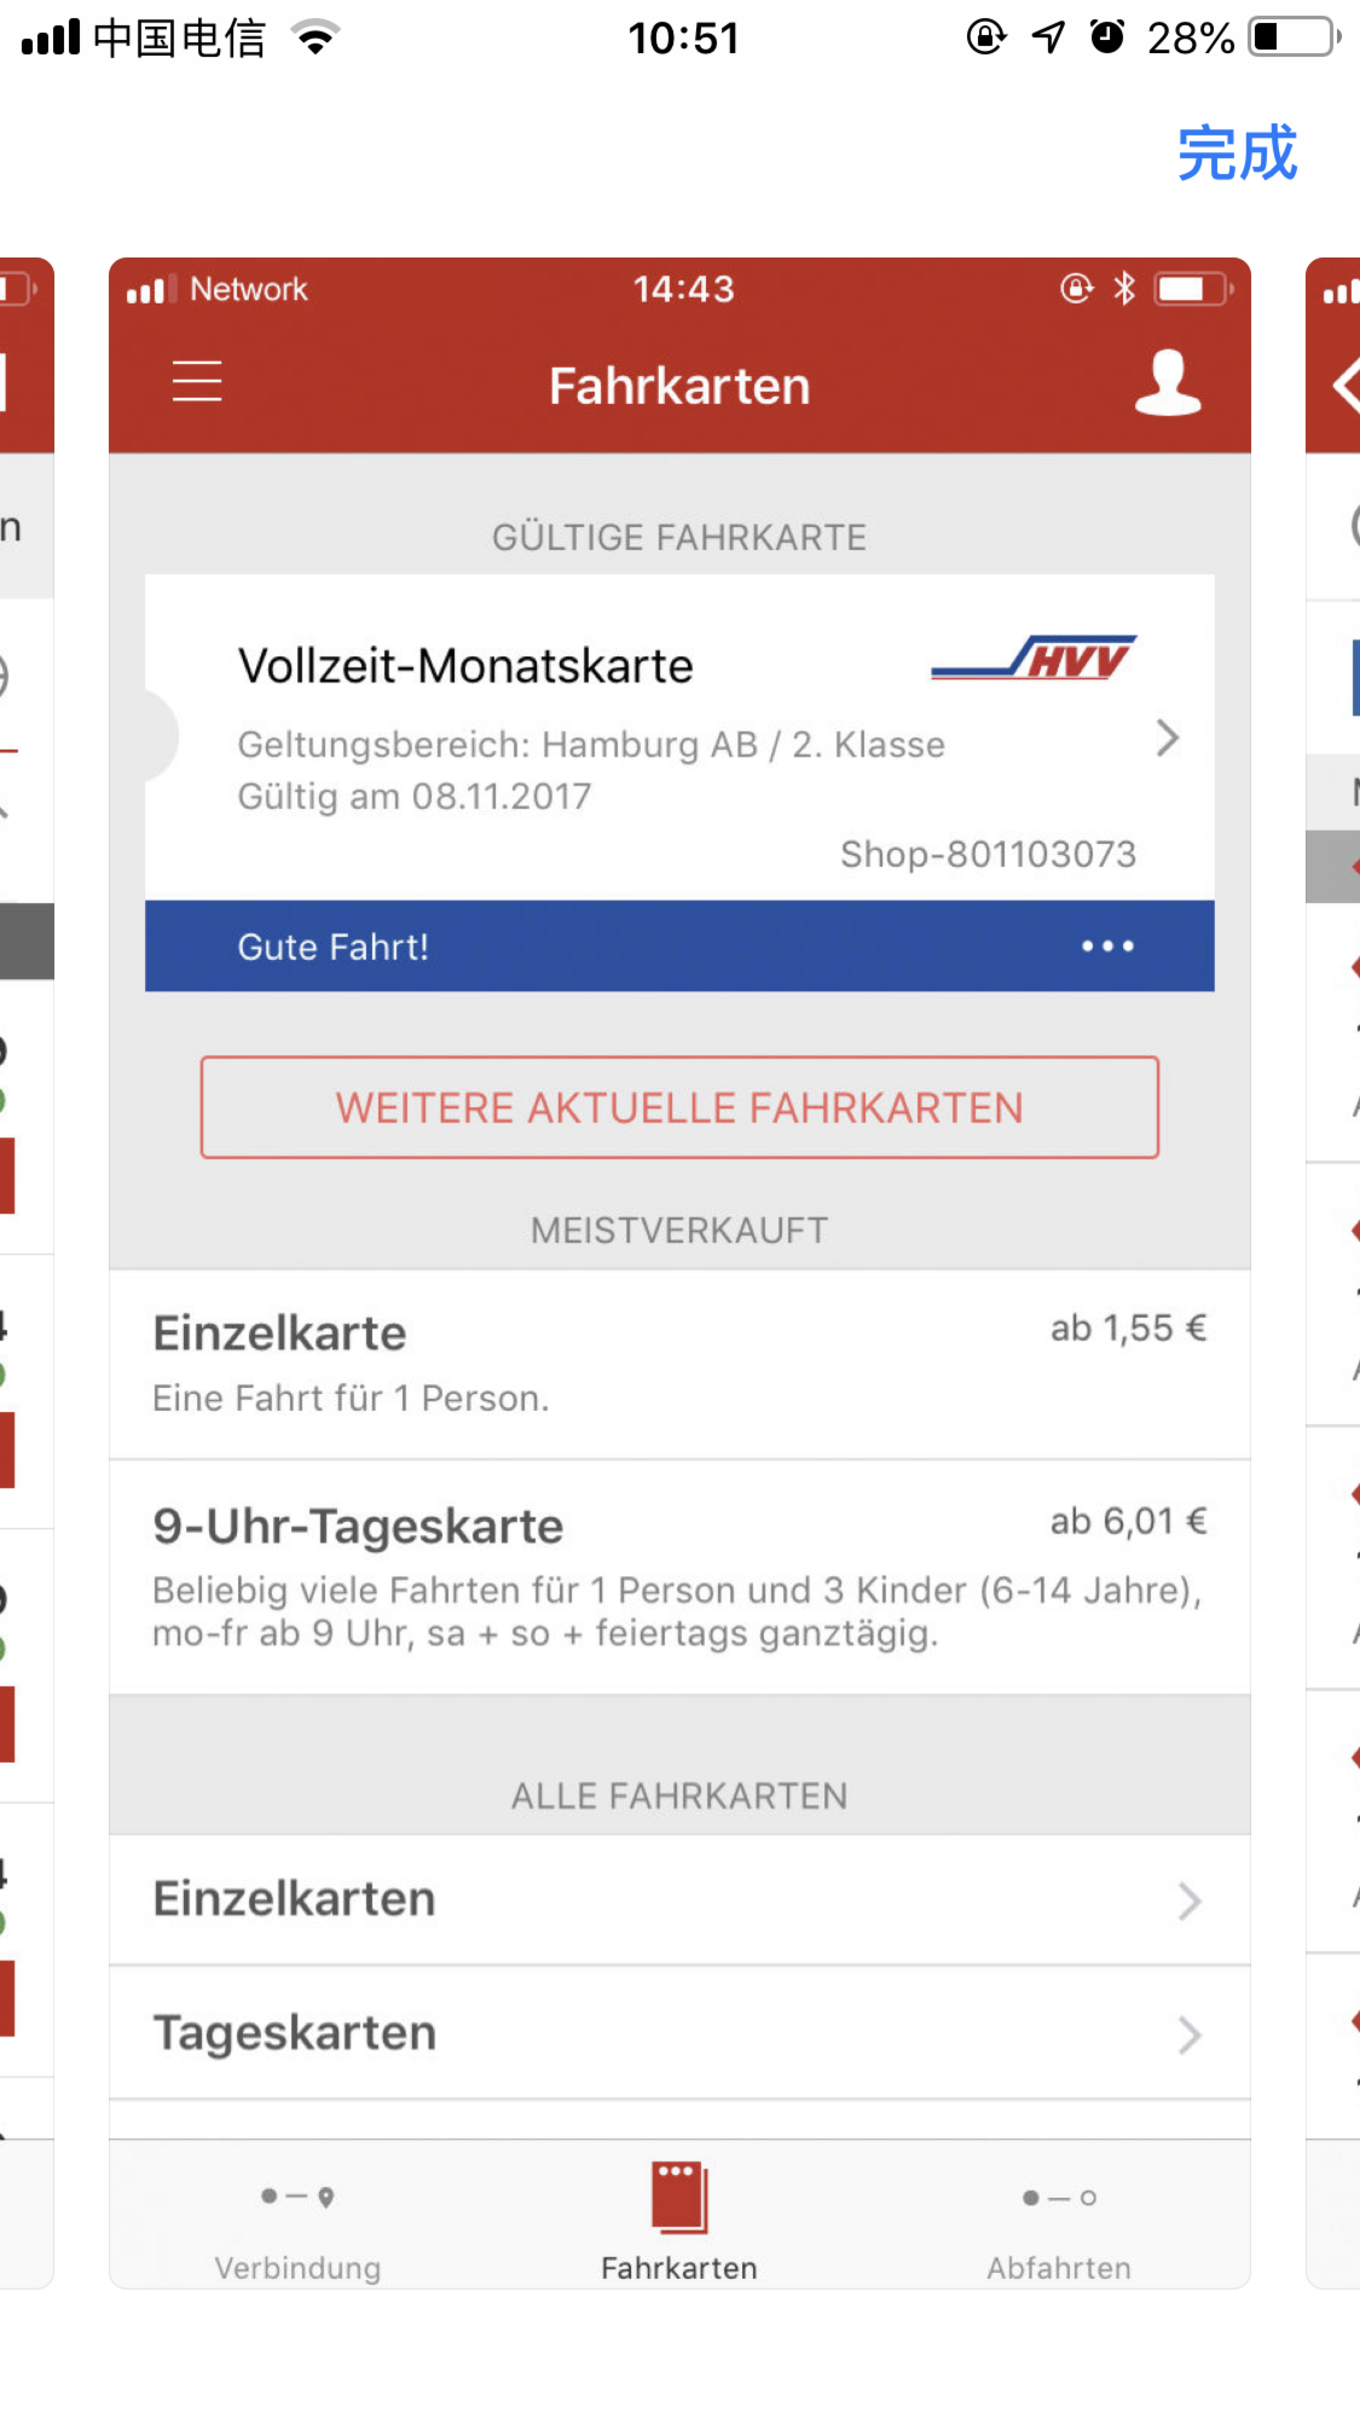 中国电信
10:51
28%
完成
Network
14:43
Fahrkarten
GÜLTIGE FAHRKARTE
Vollzeit-Monatskarte
HVV
Geltungsbereich: Hamburg AB / 2. Klasse
Gültig am 08.11.2017
Shop-801103073
Gute Fahrt!
WEITERE AKTUELLE FAHRKARTEN
MEISTVERKAUFT
Einzelkarte
ab 1,55 €
Eine Fahrt für 1 Person.
9-Uhr-Tageskarte
ab 6,01 €
Beliebig viele Fahrten für 1 Person und 3 Kinder (6-14 Jahre),
mo-fr ab 9 Uhr, sa + so + feiertags ganztägig.
ALLE FAHRKARTEN
Einzelkarten
Tageskarten
Verbindung
Fahrkarten
Abfahrten